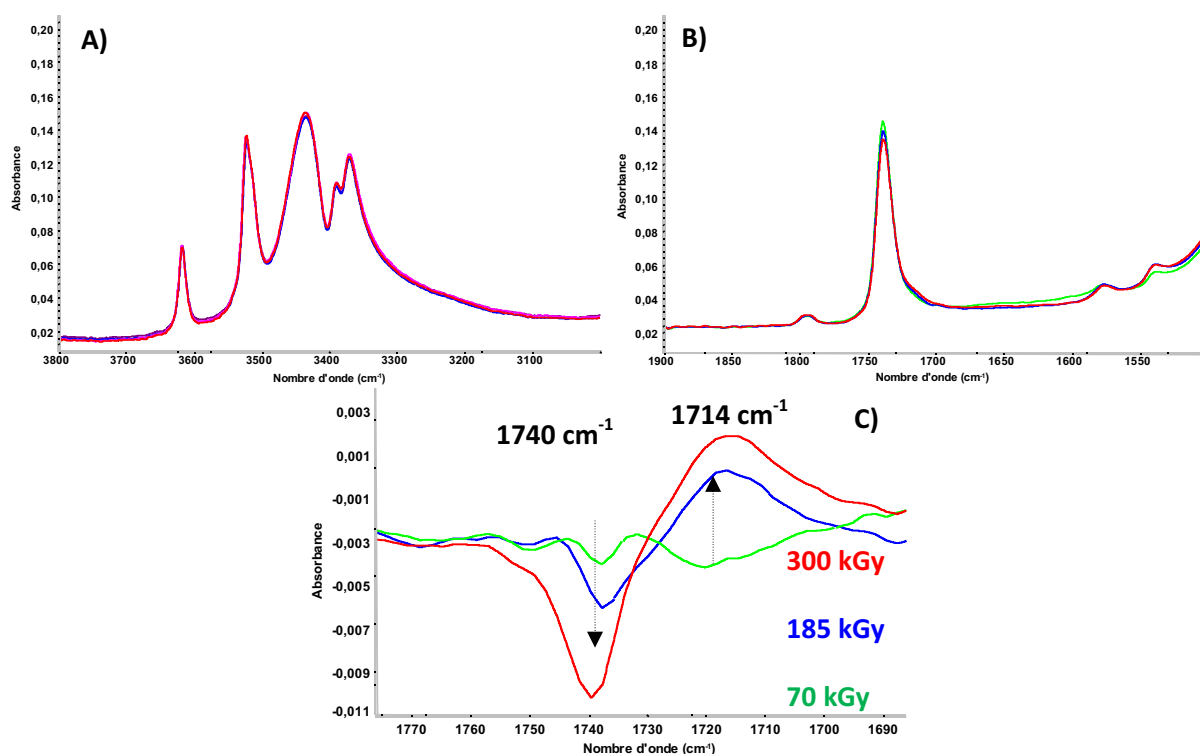 A)
0,20
0,18
0,16
0,14
0,12
0,10
0,08
0,06
0,04
0,02
Absorbance
3800 3700 3600 3500 3400 3300 3200 3100
Nombre d'onde (cm-1)
B)
0,20
0,18
0,16
0,14
0,12
0,10
0,08
0,06
0,04
0,02
Absorbance
1900 1850 1800 1750 1700 1650 1600 1550
Nombre d'onde (cm-1)
C)
1740 cm-1
1714 cm-1
0,003
0,001
-0,001
-0,003
-0,005
-0,007
-0,009
-0,011
Absorbance
300 kGy
185 kGy
70 kGy
1770 1760 1750 1740 1730 1720 1710 1700 1690
Nombre d'onde (cm-1)